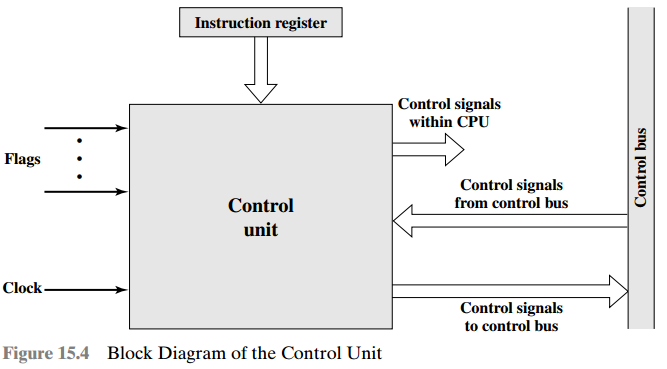 Instruction register
Control signals
within CPU
Flags
Control bus
Control signals
from control bus
Control
unit
Clock
Control signals
to control bus
Figure 15.4 Block Diagram of the Control Unit